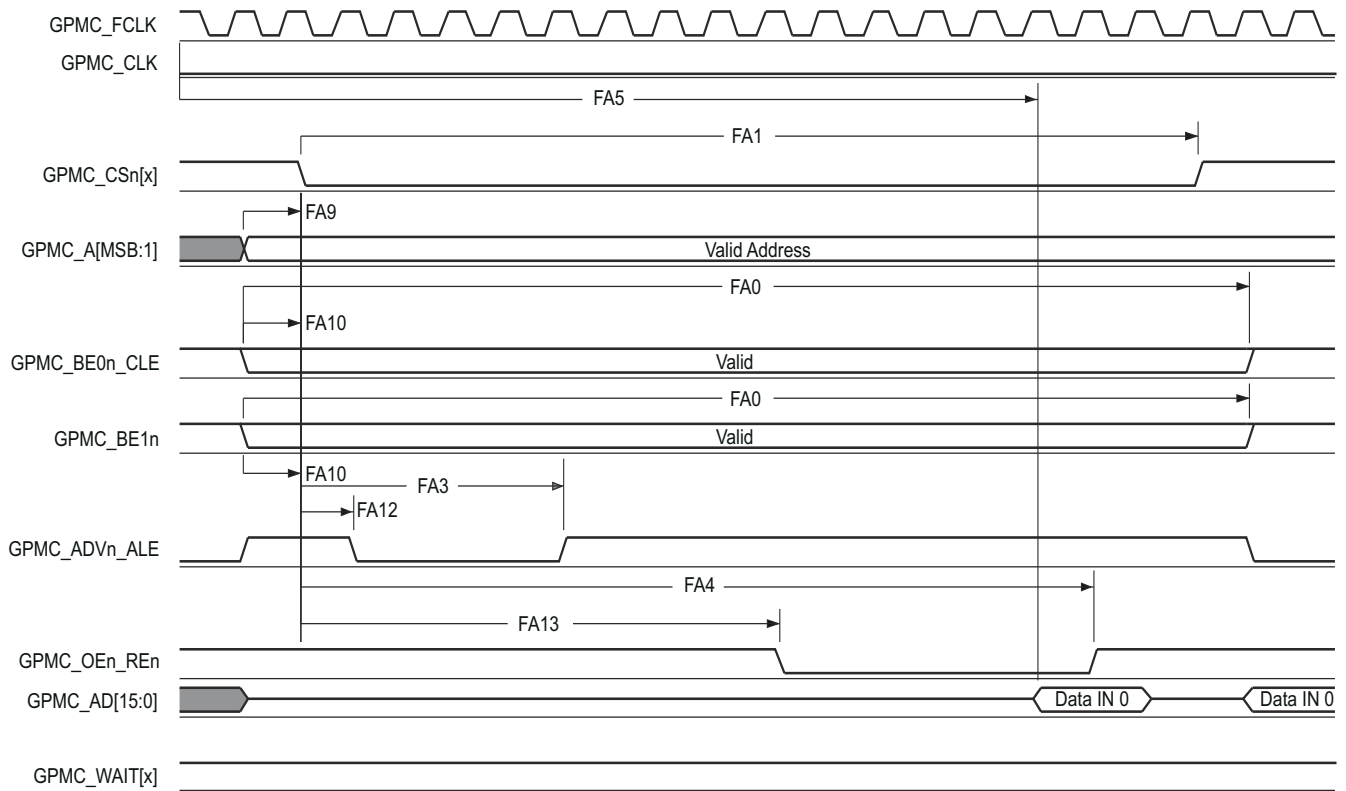 GPMC_FCLK
GPMC_CLK
FA5
FA1
GPMC_CSn[x]
FA9
GPMC_A[MSB:1]
Valid Address
FA0
FA10
GPMC_BE0n_CLE
Valid
FA0
GPMC_BE1n
Valid
FA10
FA3
FA12
GPMC_ADVn_ALE
FA4
FA13
GPMC_OEn_REn
GPMC_AD[15:0]
Data IN 0
Data IN 0
GPMC_WAIT[x]